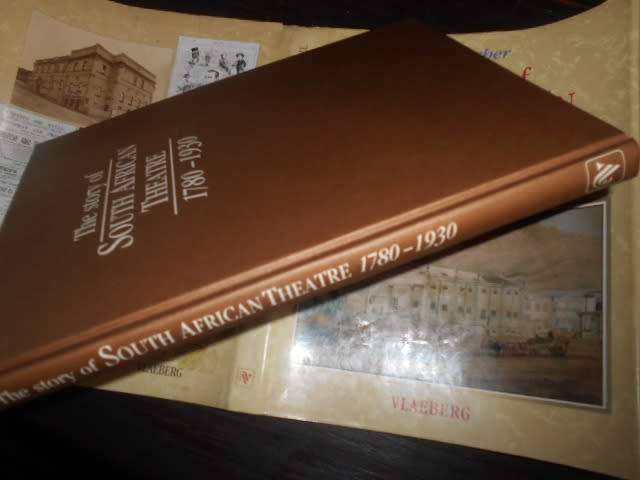 The story of
SOUTH AFRICAN
THEATRE
1780-1930
The story of SOUTH AFRICAN THEATRE 1780-1930
VLAEBERG
VLAEBERG